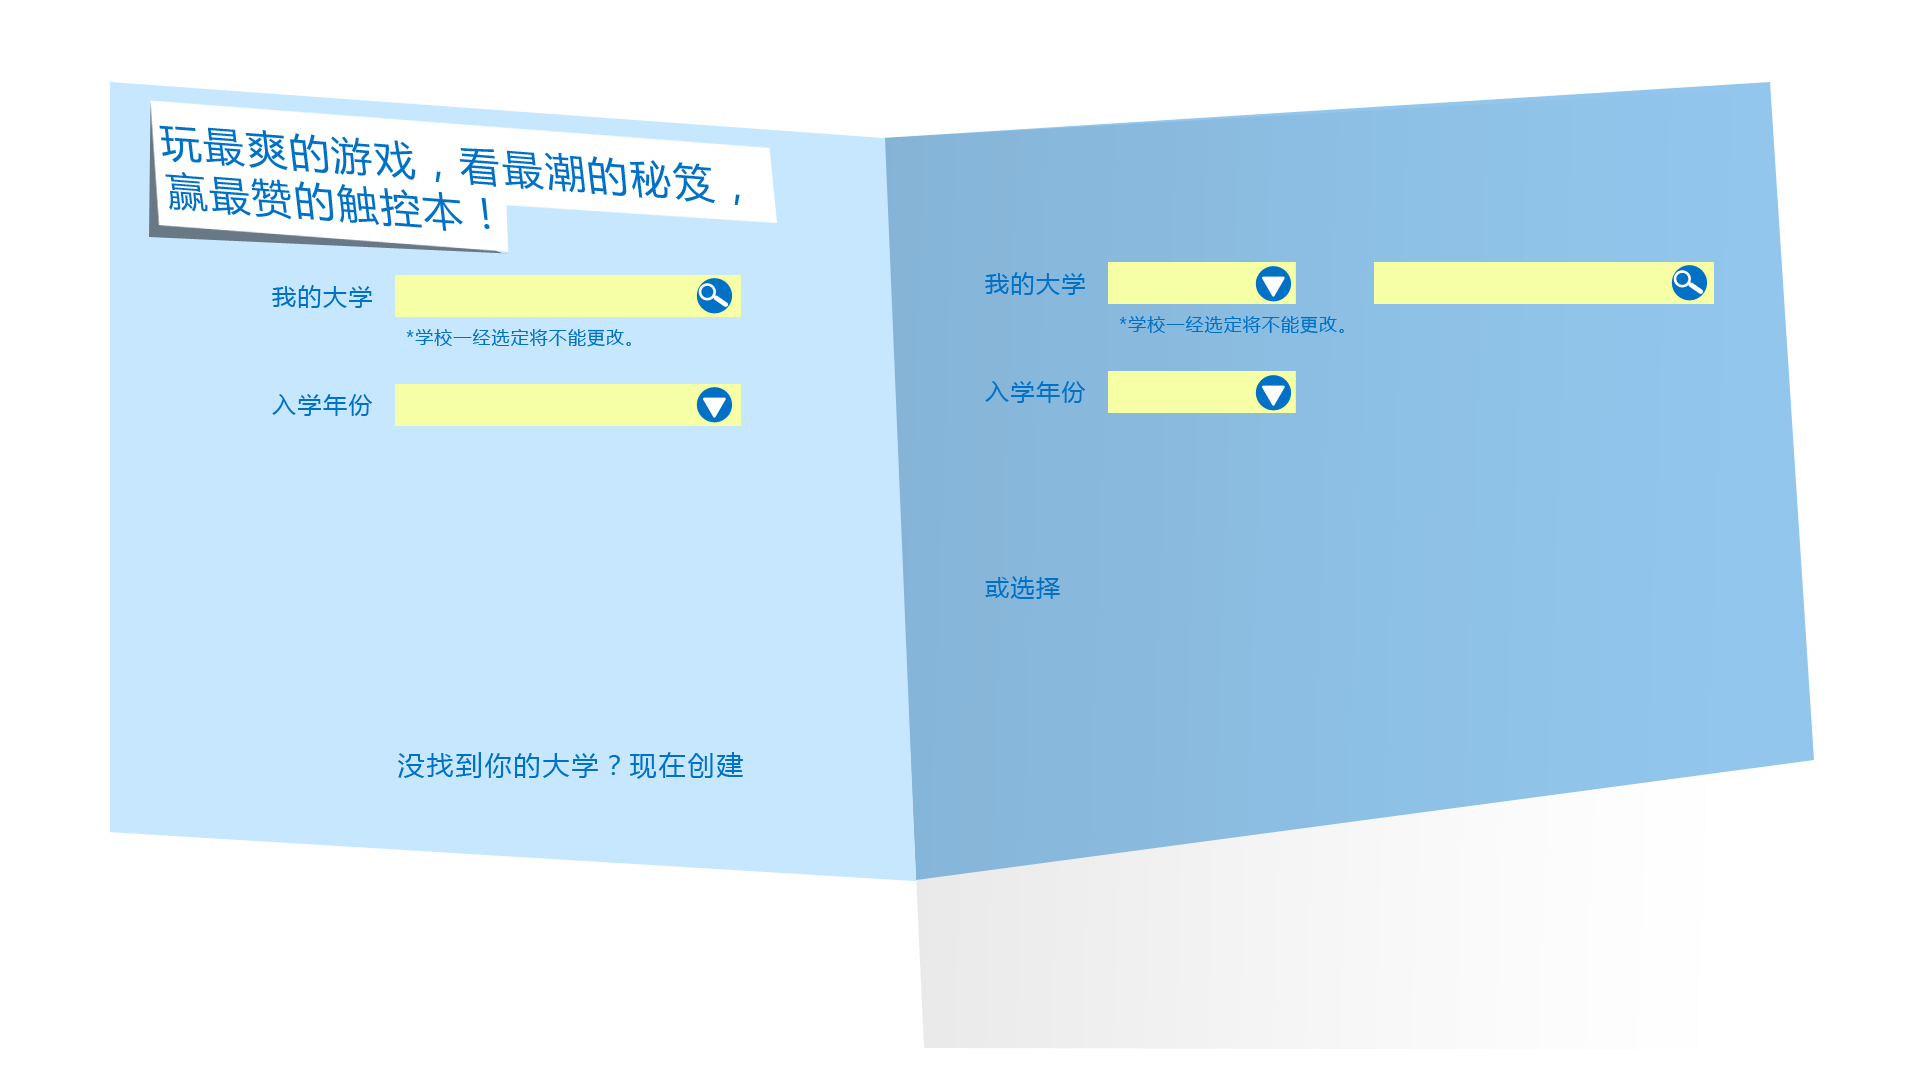 玩最爽的游戏，看最潮的秘笈，
赢最赞的触控本！
我的大学
*学校一经选定将不能更改。
入学年份
没找到你的大学？现在创建
我的大学
*学校一经选定将不能更改。
入学年份
或选择